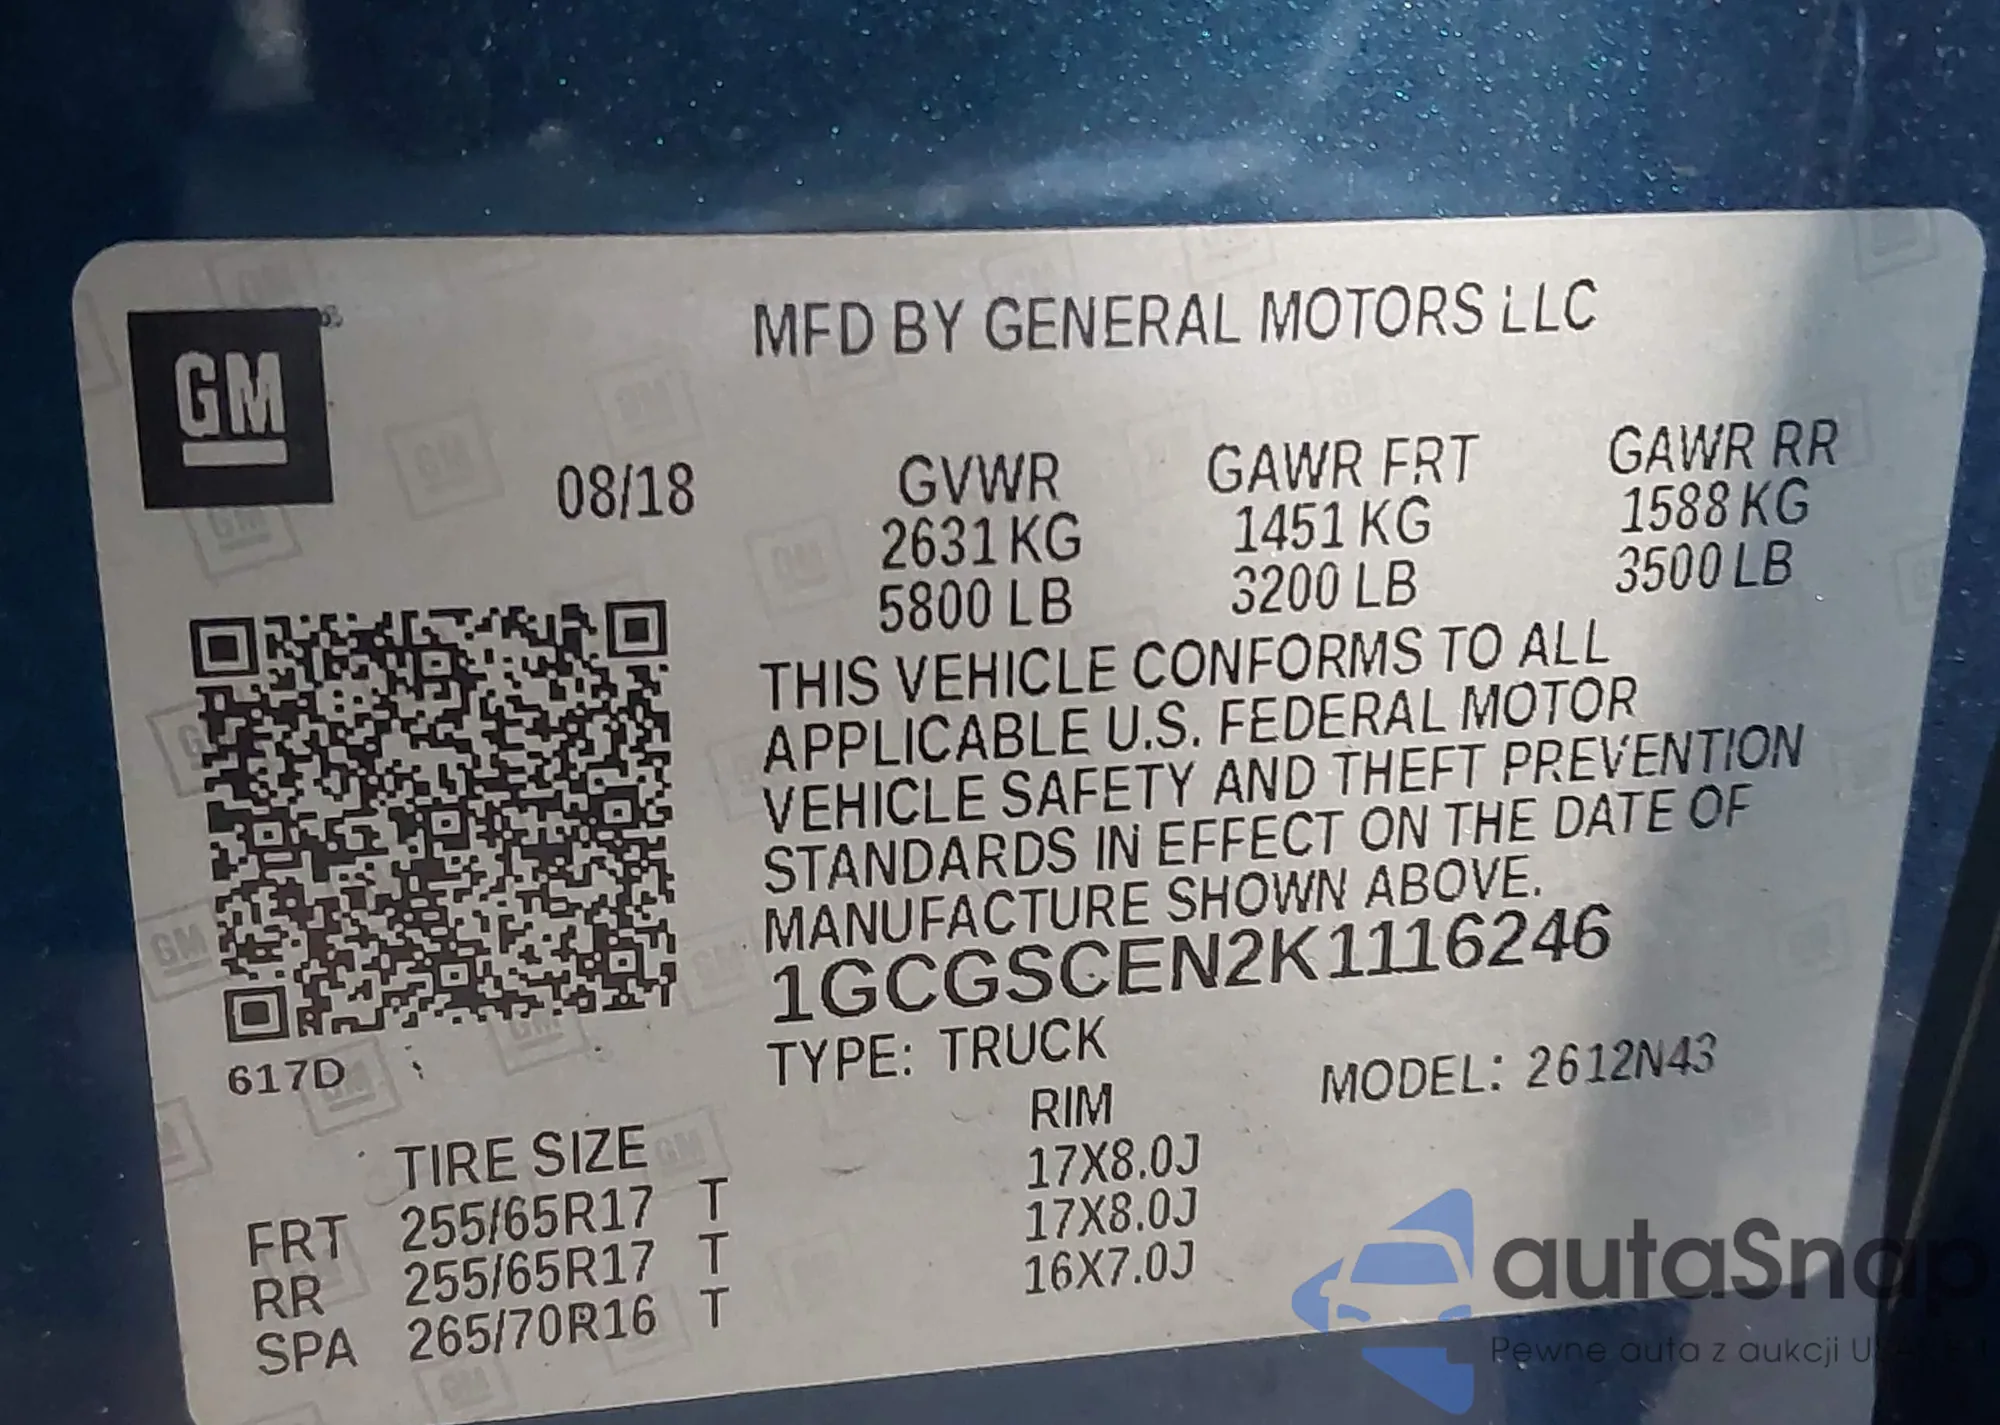 GM
MFD BY GENERAL MOTORS LLC
08/18
GVWR GAWR FRT GAWR RR
2631 KG 1451 KG 1588 KG
5800 LB 3200 LB 3500 LB
THIS VEHICLE CONFORMS TO ALL
APPLICABLE U.S. FEDERAL MOTOR
VEHICLE SAFETY AND THEFT PREVENTION
STANDARDS IN EFFECT ON THE DATE OF
MANUFACTURE SHOWN ABOVE.
1GCGSCEN2K1116246
617D
TYPE: TRUCK MODEL: 2612N43
TIRE SIZE RIM
FRT 255/65R17 T 17X8.0J
RR 255/65R17 T 17X8.0J
SPA 265/70R16 T 16X7.0J
autaSnap
Pewne auta z aukcji